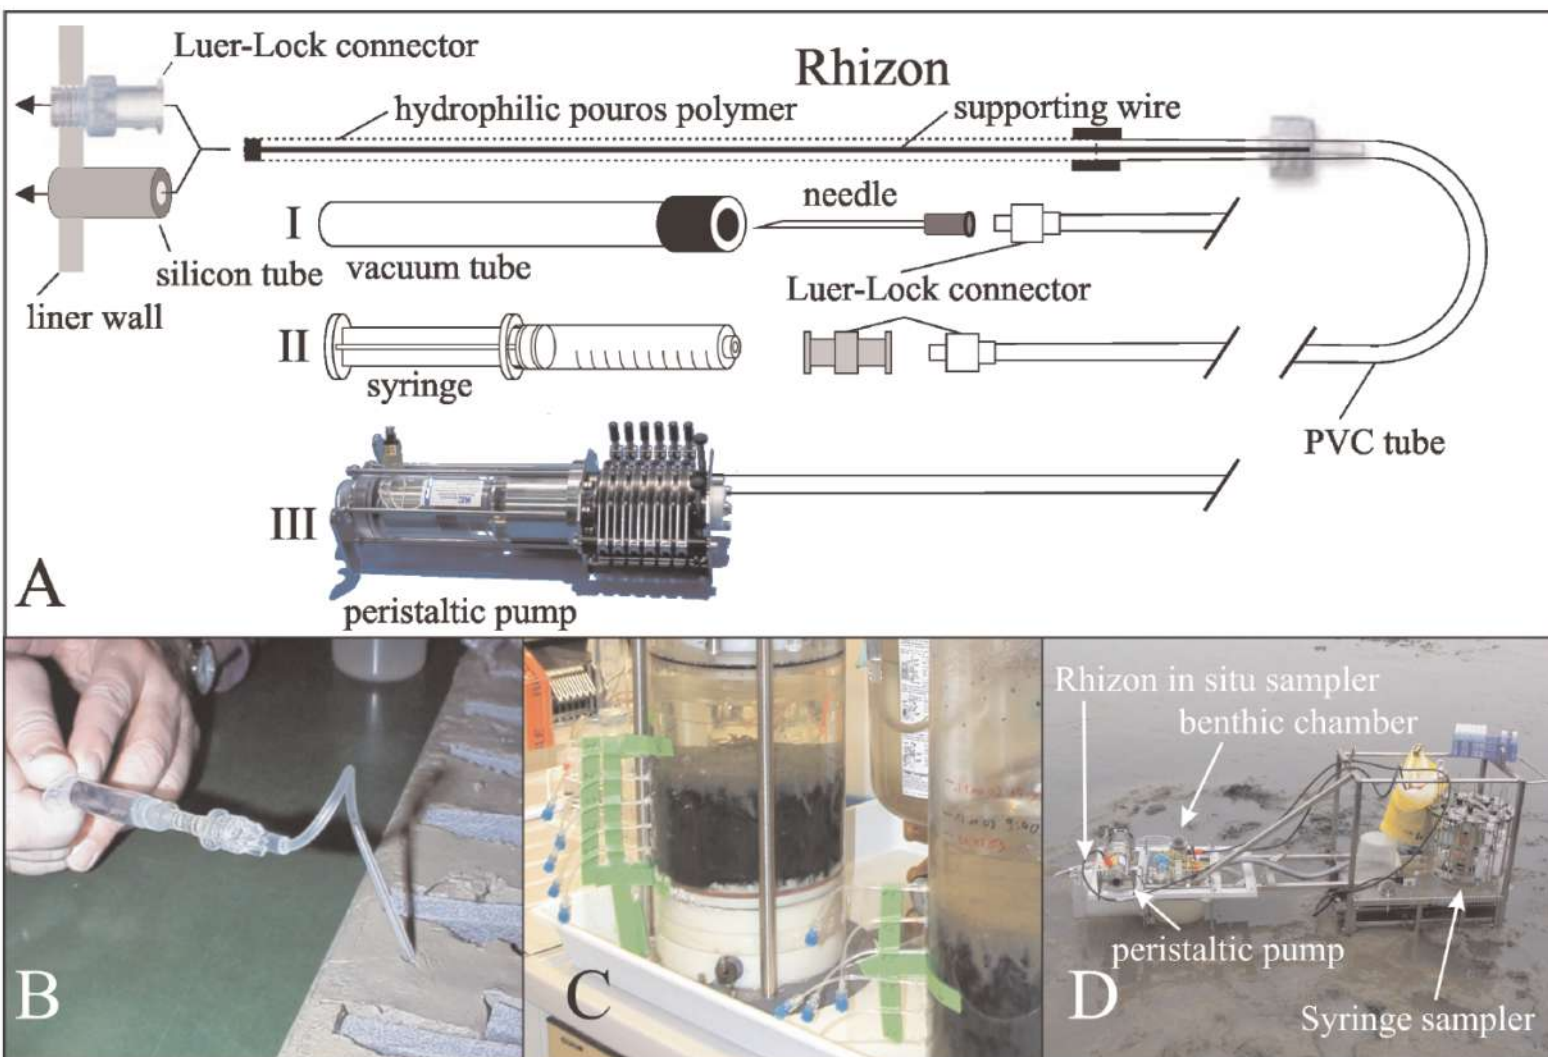 Luer-Lock connector
Rhizon
hydrophilic pouros polymer
supporting wire
needle
I
vacuum tube
silicon tube
liner wall
Luer-Lock connector
II
syringe
PVC tube
III
A
peristaltic pump
Rhizon in situ sampler
benthic chamber
peristaltic pump
B
C
D
Syringe sampler